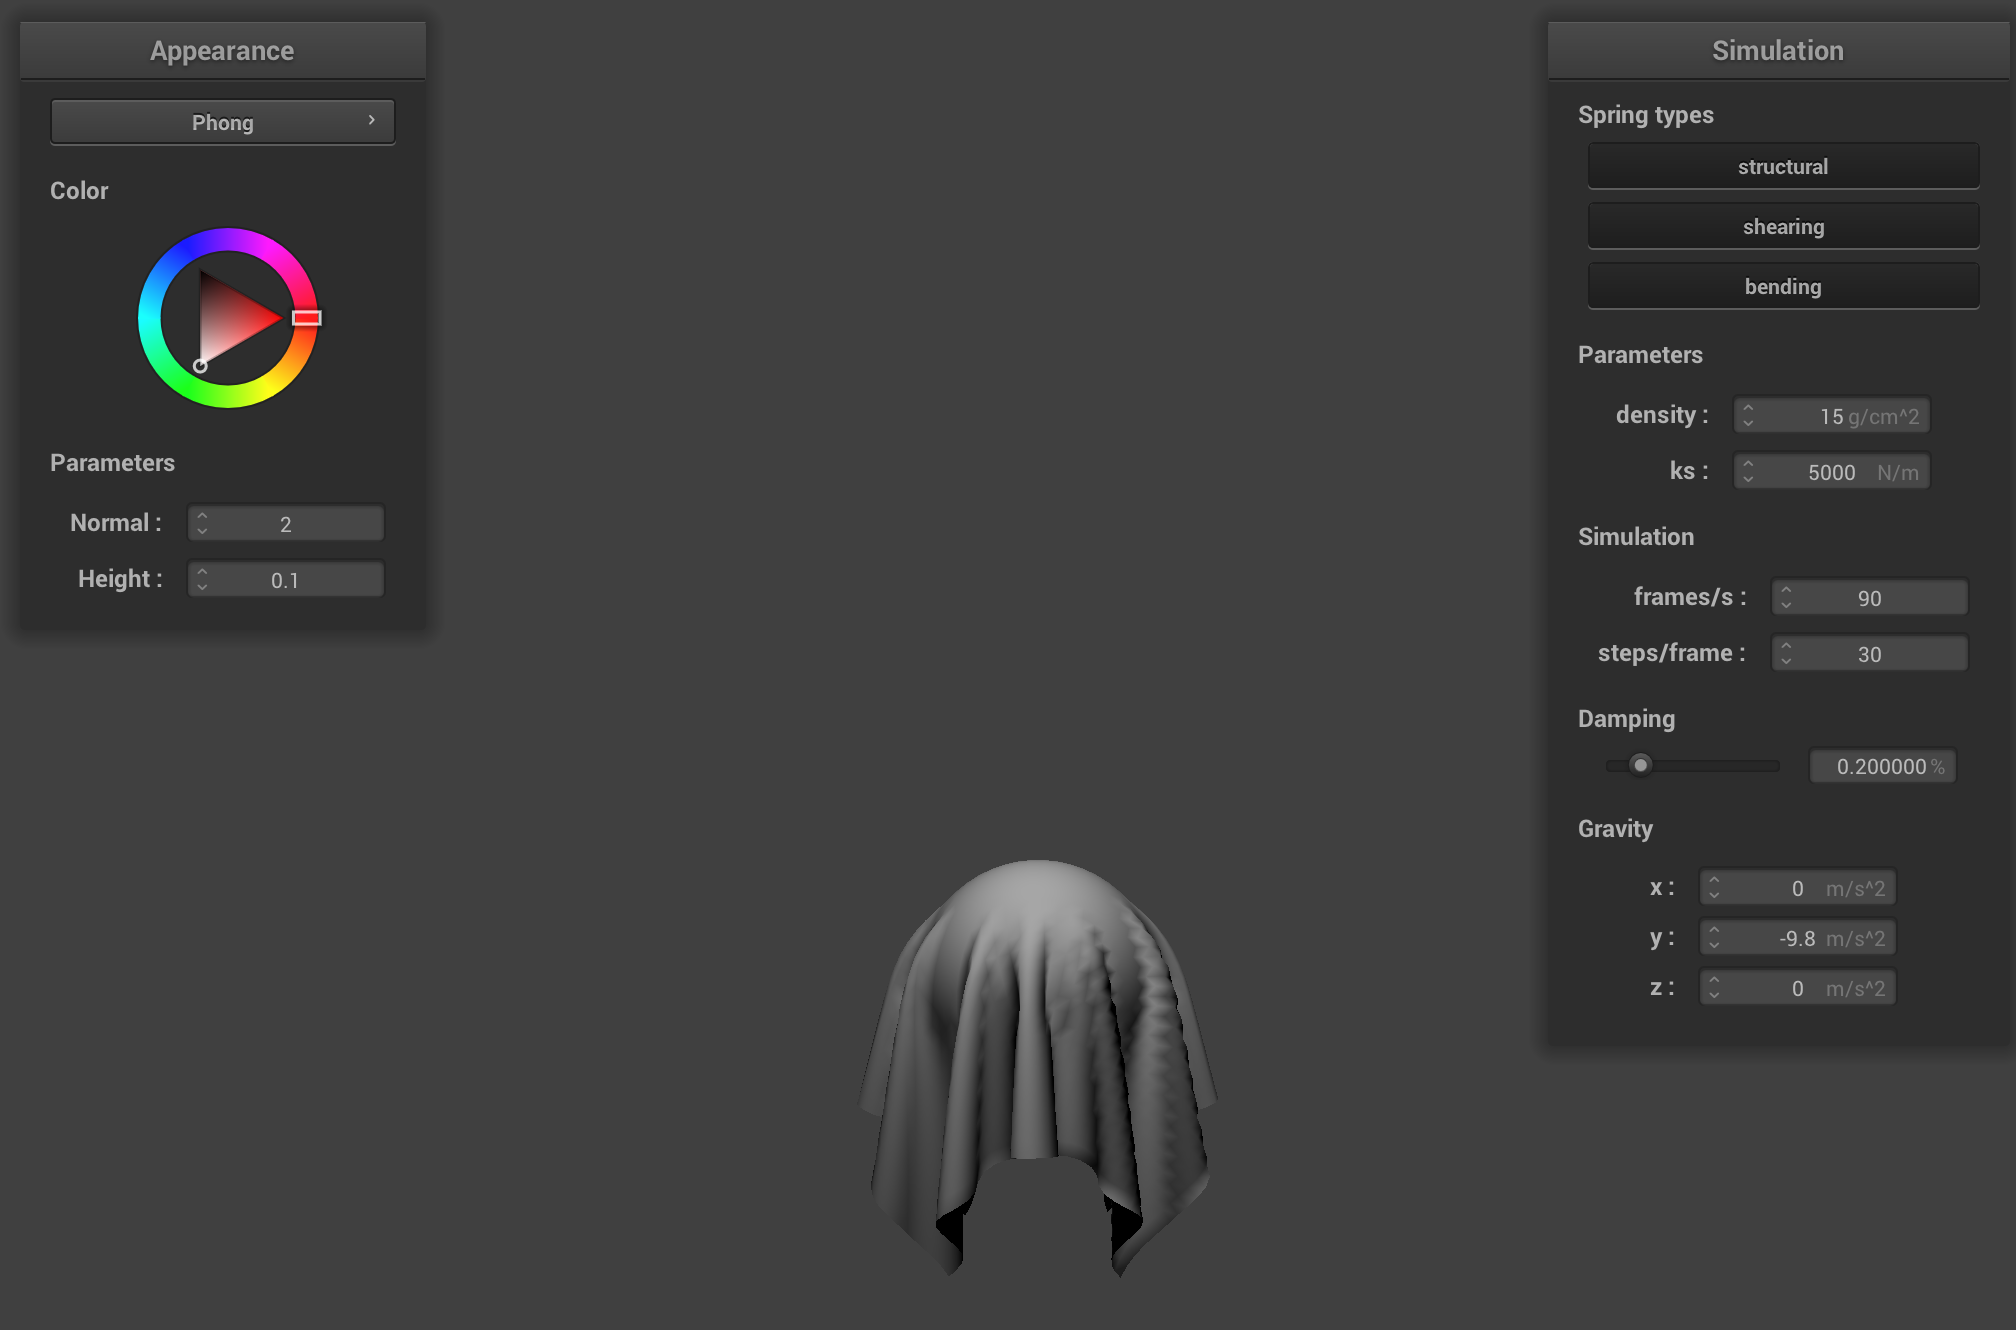 Appearance
Phong
Color
Parameters
Normal : 2
Height : 0.1
Simulation
Spring types
structural
shearing
bending
Parameters
density : 15 g/cm^2
ks : 5000 N/m
Simulation
frames/s : 90
steps/frame : 30
Damping
0.200000 %
Gravity
x : 0 m/s^2
y : -9.8 m/s^2
z : 0 m/s^2